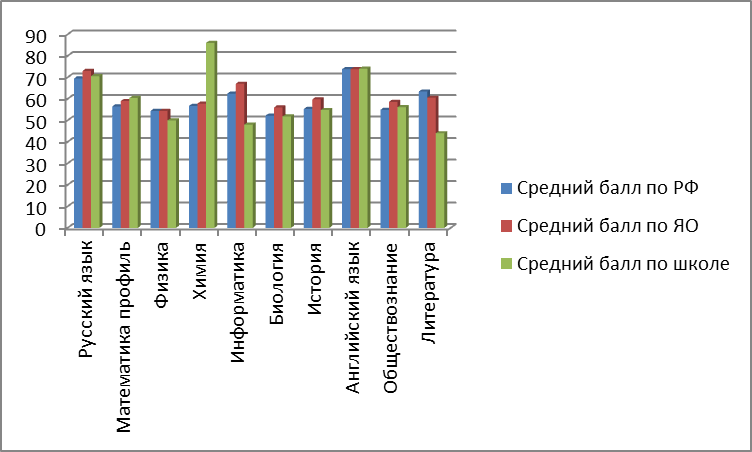 90
80
70
60
50
40
30
20
10
0
Русский язык
Математика профиль
Физика
Химия
Информатика
Биология
История
Английский язык
Обществознание
Литература
Средний балл по РФ
Средний балл по ЯО
Средний балл по школе